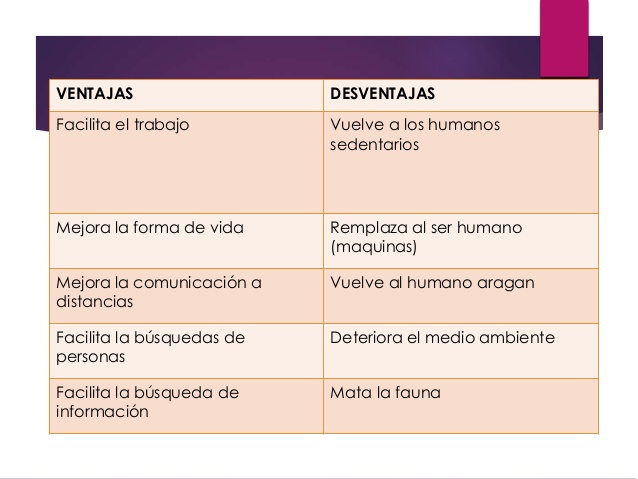 VENTAJAS
DESVENTAJAS
Facilita el trabajo
Vuelve a los humanos
sedentarios
Mejora la forma de vida
Remplaza al ser humano
(maquinas)
Mejora la comunicación a
distancias
Vuelve al humano aragan
Facilita la búsquedas de
personas
Deteriora el medio ambiente
Facilita la búsqueda de
información
Mata la fauna